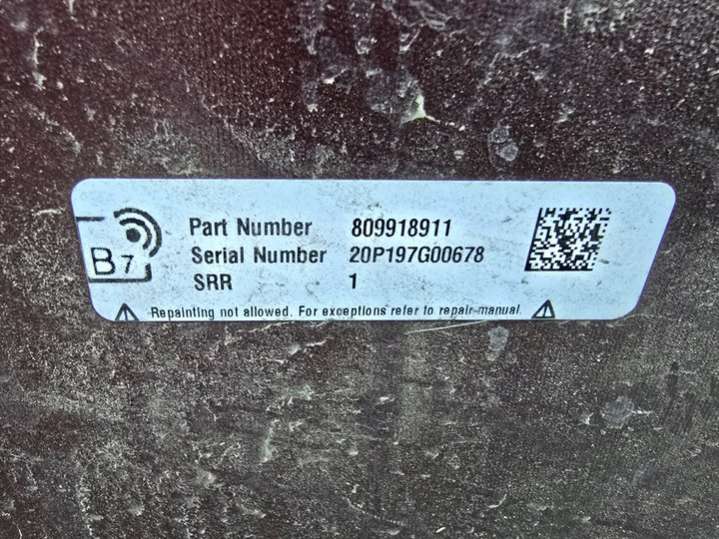 Part Number 809918911
Serial Number 20P197G00678
SRR 1
B7
Repainting not allowed. For exceptions refer to repair-manual.